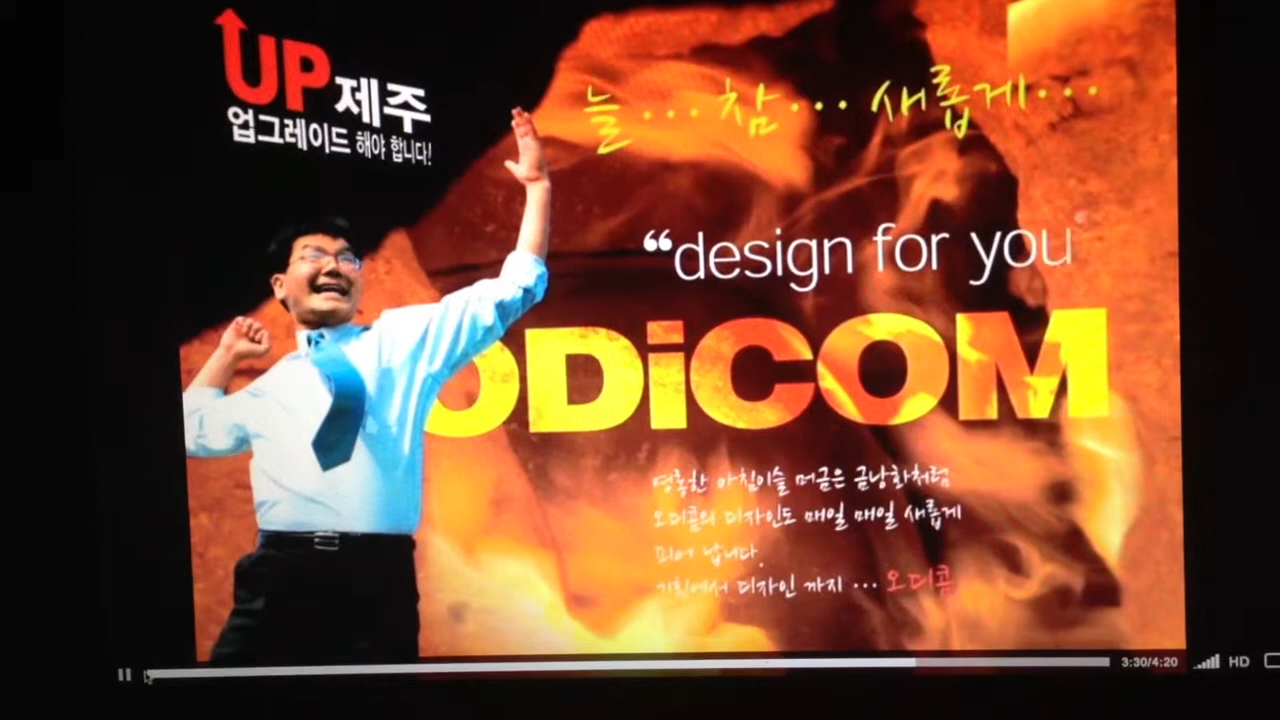 UP제주
업그레이드 해야 합니다!
늘... 참... 새롭게...
“design for you
ODiCOM
영롱한 아침이슬 머금은 금낭화처럼
오디콤의 디자인도 매일 매일 새롭게
피어 납니다.
기획에서 디자인 까지 ... 오디콤
3:30/4:20
HD